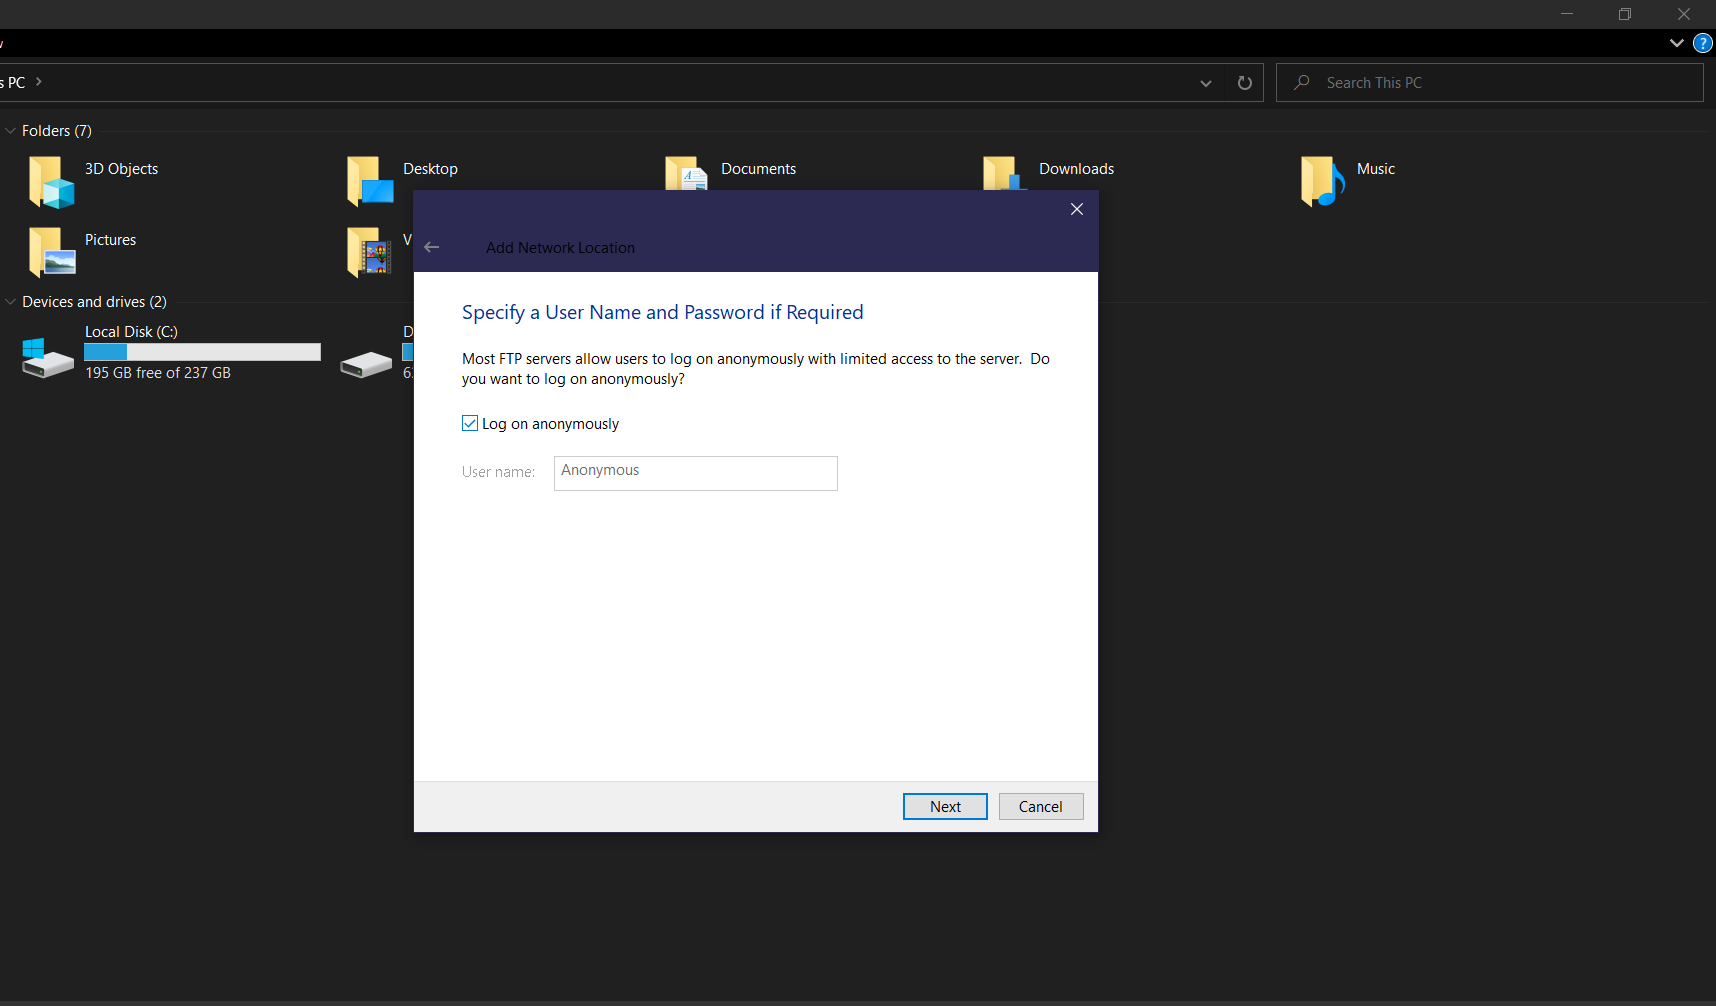 s PC
Search This PC
Folders (7)
3D Objects
Desktop
Documents
Downloads
Music
Pictures
V
Devices and drives (2)
Local Disk (C:)
195 GB free of 237 GB
D
Add Network Location
Specify a User Name and Password if Required
Most FTP servers allow users to log on anonymously with limited access to the server. Do
you want to log on anonymously?
Log on anonymously
User name:
Anonymous
Next
Cancel